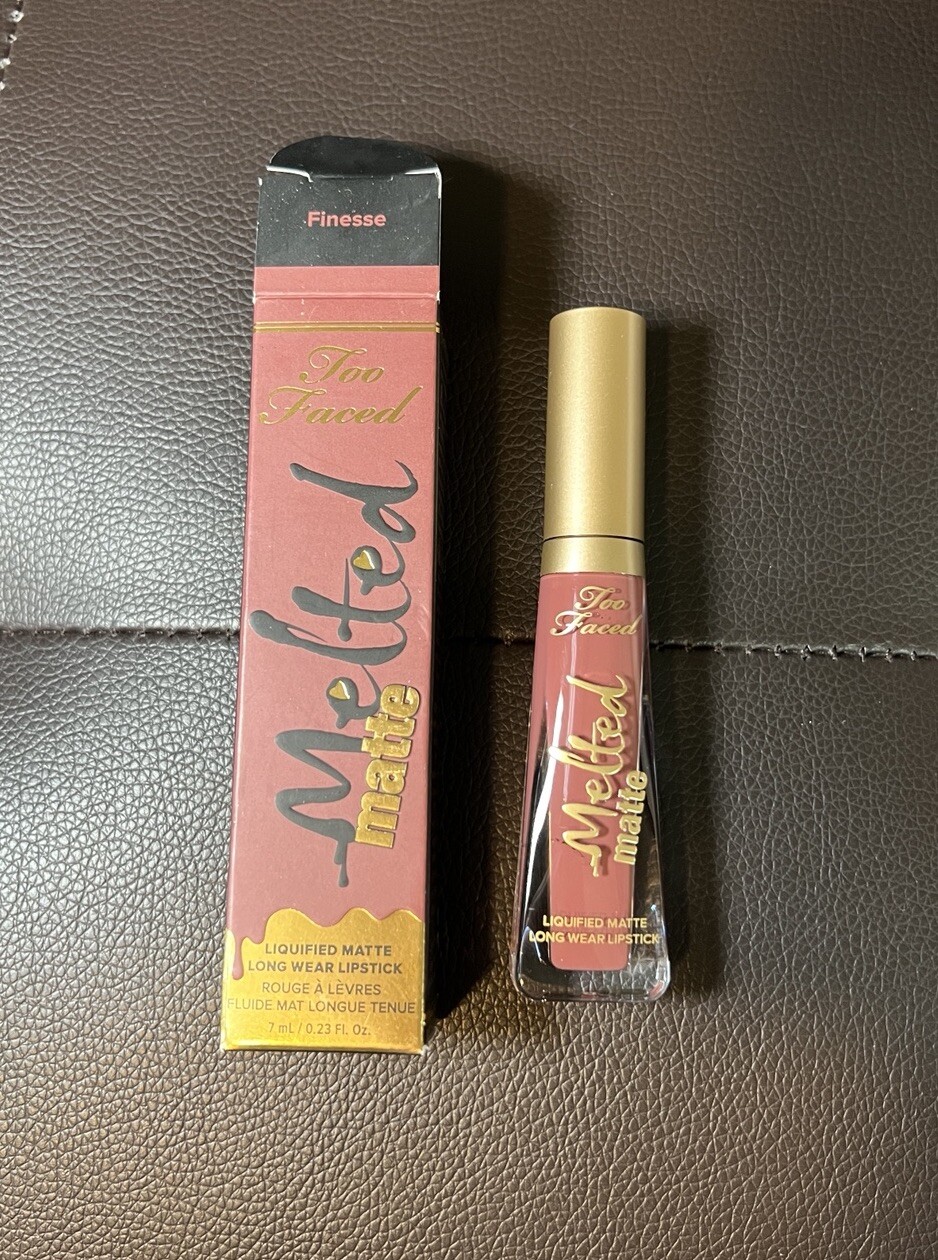 Finesse
Too
Faced
Melted
matte
LIQUIFIED MATTE
LONG WEAR LIPSTICK
ROUGE À LÈVRES
FLUIDE MAT LONGUE TENUE
7 mL / 0.23 Fl. Oz.
Too
Faced
Melted
matte
LIQUIFIED MATTE
LONG WEAR LIPSTICK